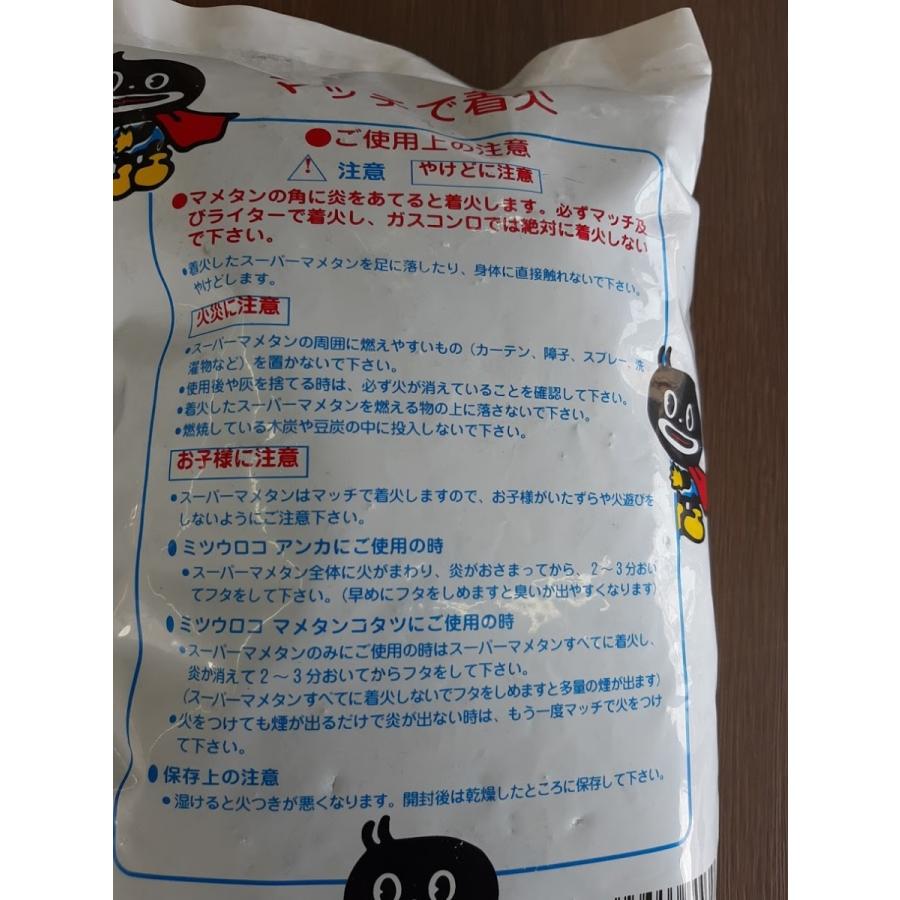 マッチで着火
●ご使用上の注意
注意 やけどに注意
●マメタンの角に炎をあてると着火します。必ずマッチ及
びライターで着火し、ガスコンロでは絶対に着火しない
で下さい。
•着火したスーパーマメタンを足に落したり、身体に直接触れないで下さい。
やけどします。
火災に注意
•スーパーマメタンの周囲に燃えやすいもの（カーテン、障子、スプレー、洗
濯物など）を置かないで下さい。
•使用後や灰を捨てる時は、必ず火が消えていることを確認して下さい。
•着火したスーパーマメタンを燃える物の上に落さないで下さい。
•燃焼している木炭や豆炭の中に投入しないで下さい。
お子様に注意
•スーパーマメタンはマッチで着火しますので、お子様がいたずらや火遊びを
しないようにご注意下さい。
●ミツウロコ アンカにご使用の時
•スーパーマメタン全体に火がまわり、炎がおさまってから、2～3分おい
てフタをして下さい。（早めにフタをしめますと臭いが出やすくなります）
●ミツウロコ マメタンコタツにご使用の時
•スーパーマメタンのみにご使用の時はスーパーマメタンすべてに着火し、
炎が消えて2～3分おいてからフタをして下さい。
（スーパーマメタンすべてに着火しないでフタをしめますと多量の煙が出ます）
•火をつけても煙が出るだけで炎が出ない時は、もう一度マッチで火をつけ
て下さい。
●保存上の注意
•湿けると火つきが悪くなります。開封後は乾燥したところに保存して下さい。